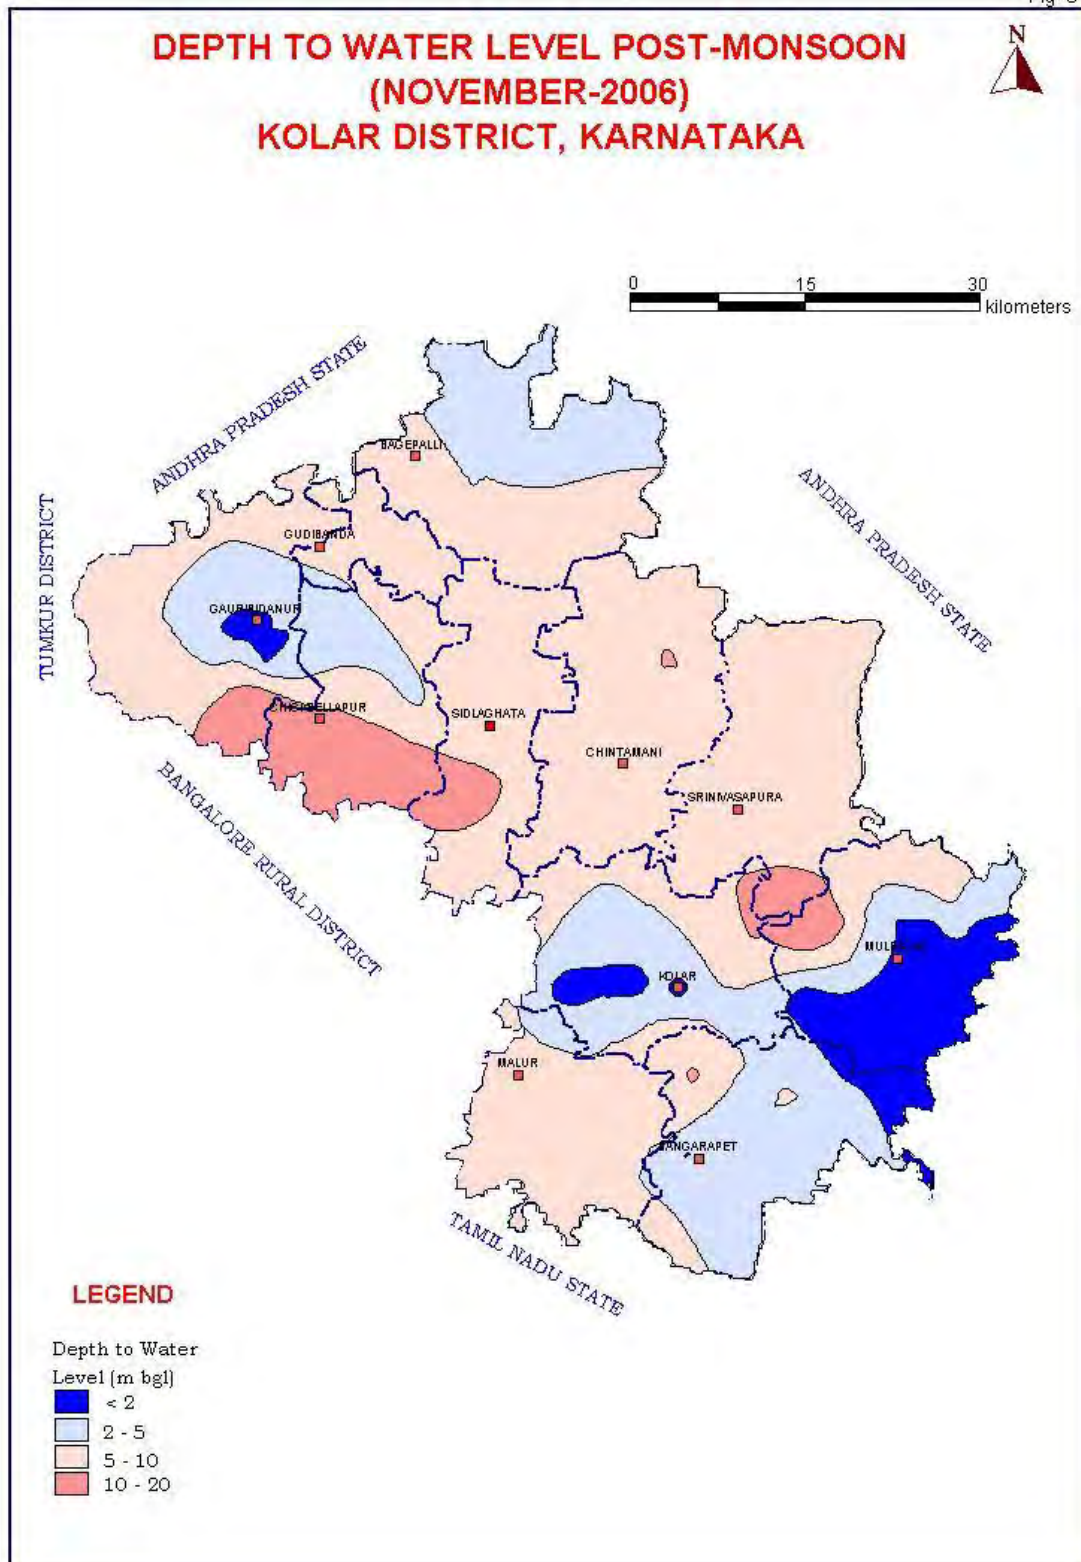 DEPTH TO WATER LEVEL POST-MONSOON
(NOVEMBER-2006)
KOLAR DISTRICT, KARNATAKA
N
0 15 30
kilometers
ANDHRA PRADESH STATE
BAGEPALLI
ANDHRA PRADESH STATE
TUMKUR DISTRICT
GUDIBANDA
GAURIBIDANUR
SIDLAGHATA
CHINTAMANI
SRINIVASAPURA
BANGALORE RURAL DISTRICT
KOLAR
MALUR
TAMIL NADU STATE
LEGEND
Depth to Water
Level (m bgl)
< 2
2 - 5
5 - 10
10 - 20